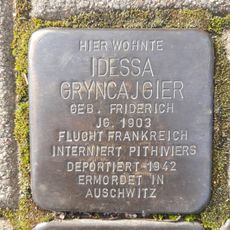 HIER WOHNTE
IDESSA
GRYNCAJGIER
GEB. FRIDERICH
JG. 1903
FLUCHT FRANKREICH
INTERNIERT PITHIVIERS
DEPORTIERT 1942
ERMORDET IN
AUSCHWITZ